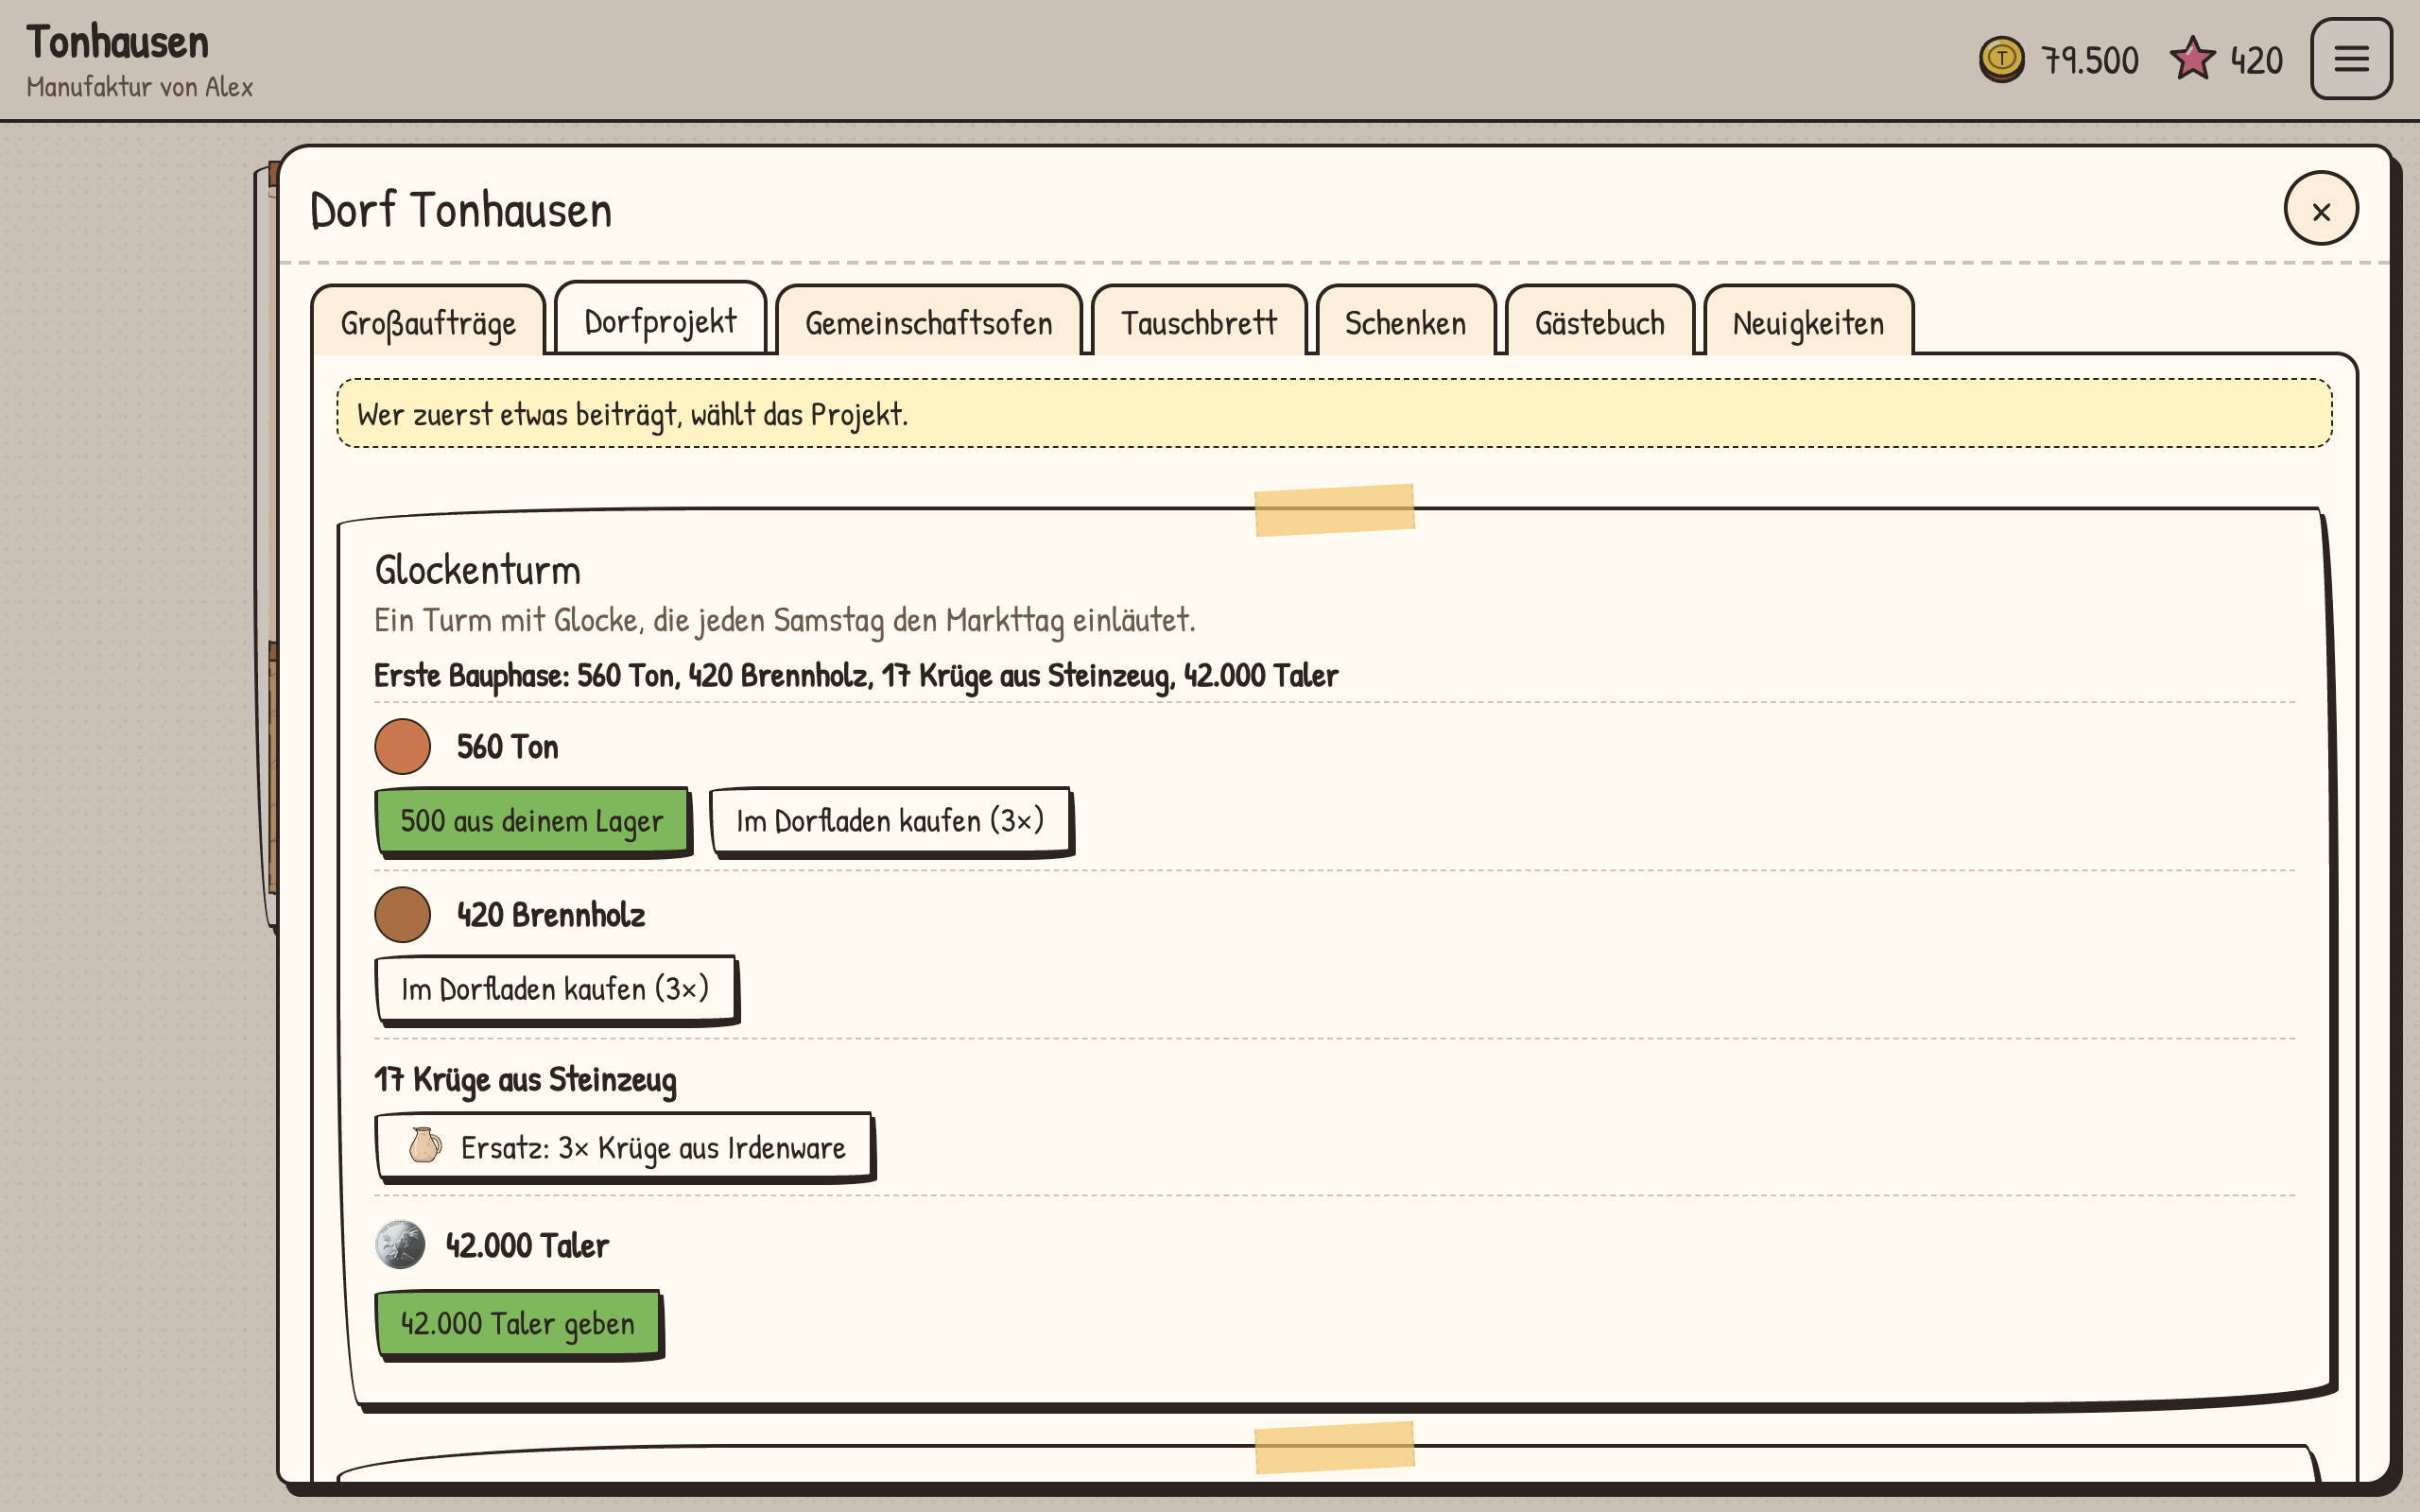 Tonhausen
Manufaktur von Alex
T
79.500
420
Dorf Tonhausen
×
Großaufträge
Dorfprojekt
Gemeinschaftsofen
Tauschbrett
Schenken
Gästebuch
Neuigkeiten
Wer zuerst etwas beiträgt, wählt das Projekt.
Glockenturm
Ein Turm mit Glocke, die jeden Samstag den Markttag einläutet.
Erste Bauphase: 560 Ton, 420 Brennholz, 17 Krüge aus Steinzeug, 42.000 Taler
560 Ton
500 aus deinem Lager
Im Dorfladen kaufen (3×)
420 Brennholz
Im Dorfladen kaufen (3×)
17 Krüge aus Steinzeug
Ersatz: 3× Krüge aus Irdenware
42.000 Taler
42.000 Taler geben